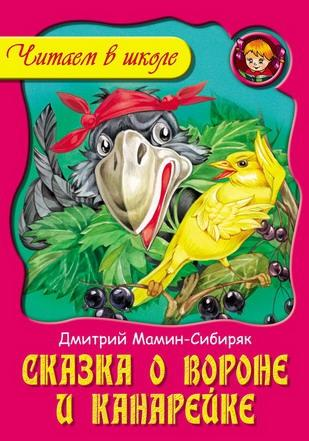 Читаем в школе
Дмитрий Мамин-Сибиряк
СКАЗКА О ВОРОНЕ
И КАНАРЕЙКЕ